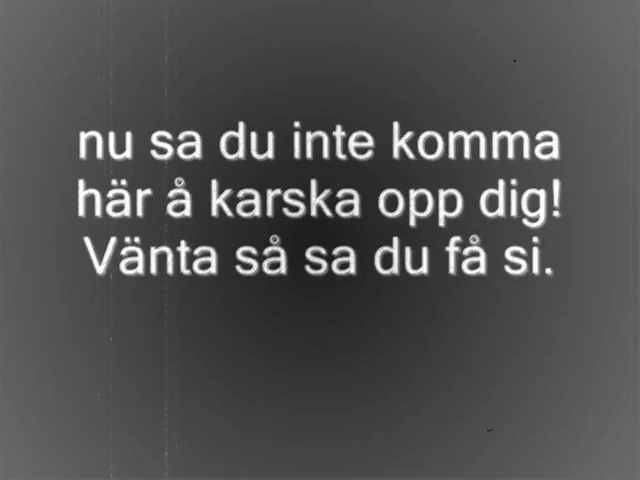 nu sa du inte komma
här å karska opp dig!
Vänta så sa du få si.